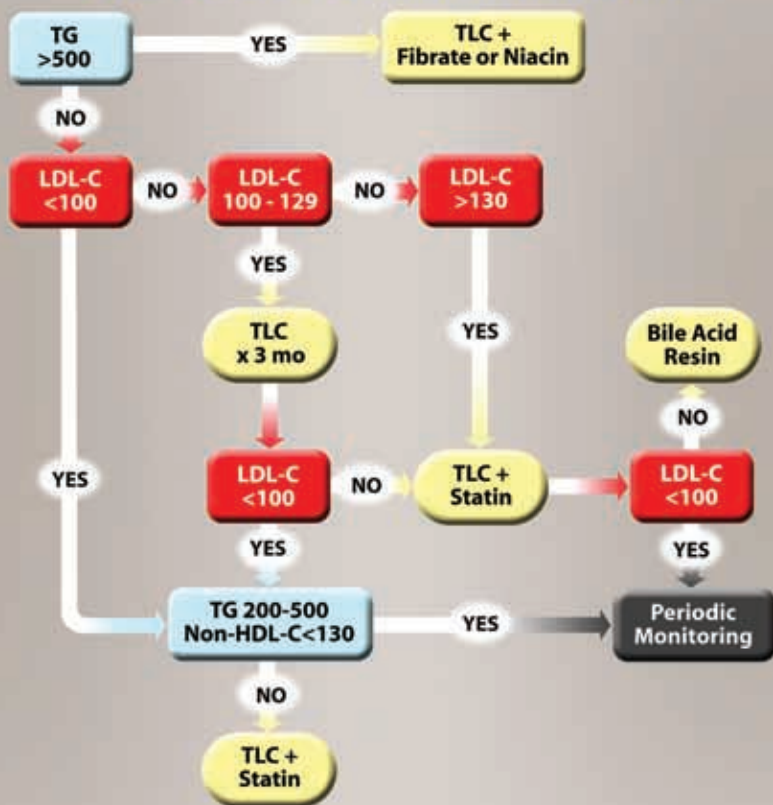 TG
>500
YES
TLC +
Fibrate or Niacin
NO
LDL-C
<100
NO
LDL-C
100 - 129
NO
LDL-C
>130
YES
TLC
x 3 mo
YES
Bile Acid
Resin
NO
YES
LDL-C
<100
NO
TLC +
Statin
LDL-C
<100
YES
YES
TG 200-500
Non-HDL-C<130
YES
Periodic
Monitoring
NO
TLC +
Statin